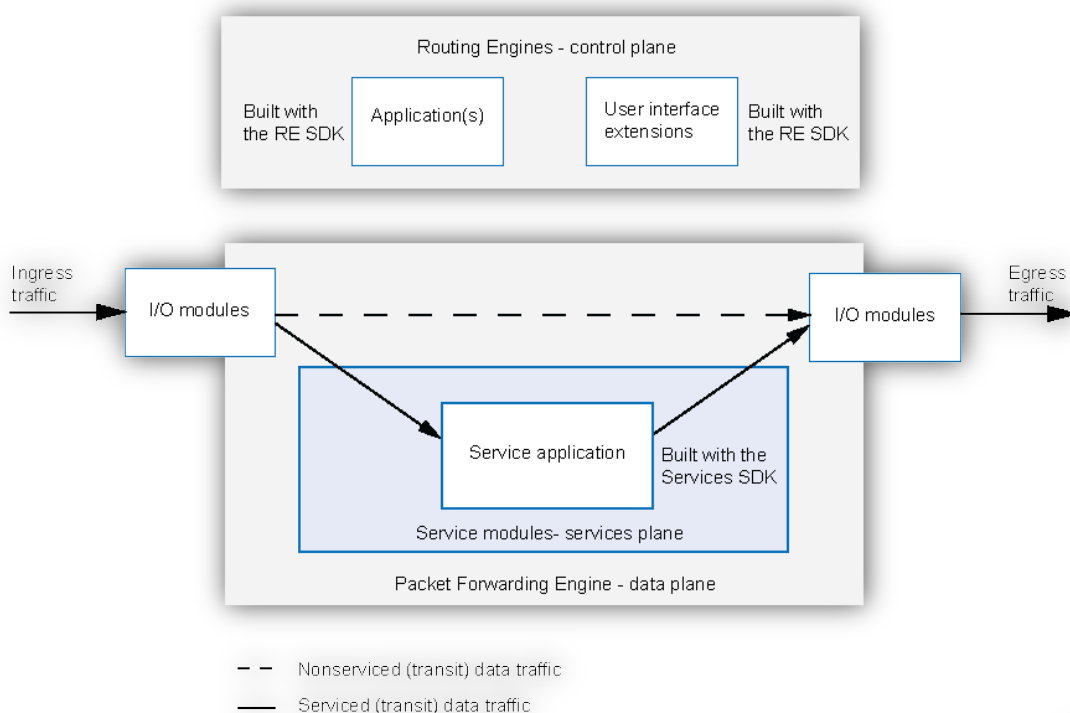 Routing Engines - control plane
Built with
the RE SDK
Application(s)
User interface
extensions
Built with
the RE SDK
Ingress
traffic
I/O modules
I/O modules
Egress
traffic
Service application
Built with the
Services SDK
Service modules- services plane
Packet Forwarding Engine - data plane
Nonserviced (transit) data traffic
Serviced (transit) data traffic